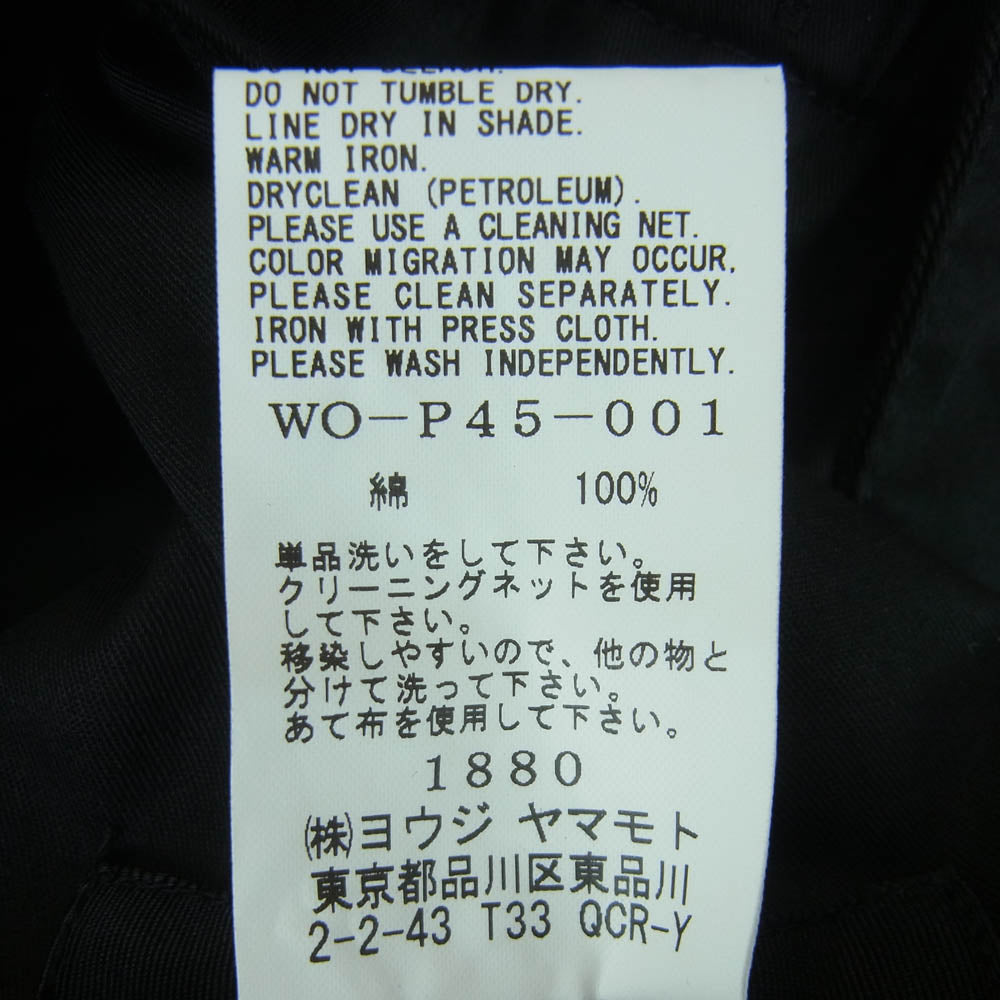 DO NOT BLEACH.
DO NOT TUMBLE DRY.
LINE DRY IN SHADE.
WARM IRON.
DRYCLEAN (PETROLEUM).
PLEASE USE A CLEANING NET.
COLOR MIGRATION MAY OCCUR.
PLEASE CLEAN SEPARATELY.
IRON WITH PRESS CLOTH.
PLEASE WASH INDEPENDENTLY.
WO-P45-001
綿 100%
単品洗いをして下さい。
クリーニングネットを使用
して下さい。
移染しやすいので、他の物と
分けて洗って下さい。
あて布を使用して下さい。
1880
(株)ヨウジ ヤマモト
東京都品川区東品川
2-2-43 T33 QCR-Y